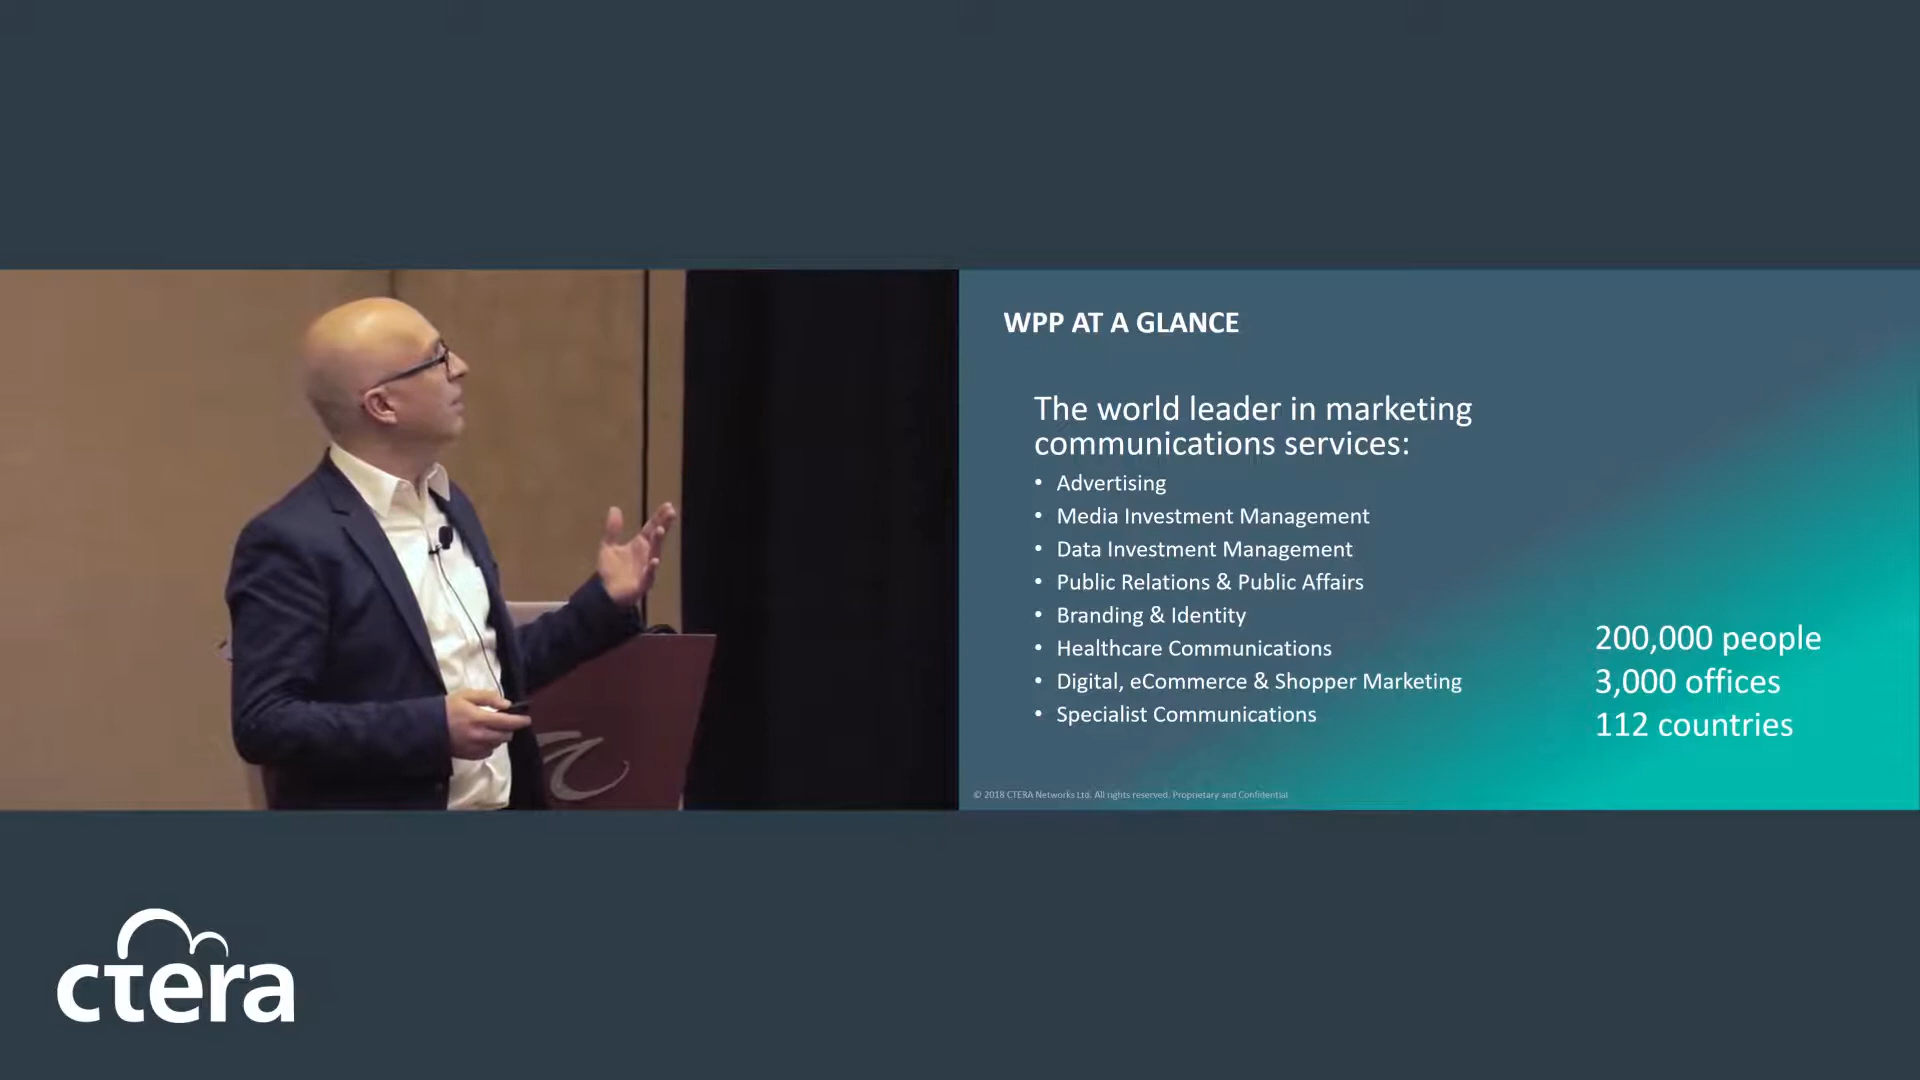 WPP AT A GLANCE
The world leader in marketing
communications services:
• Advertising
• Media Investment Management
• Data Investment Management
• Public Relations & Public Affairs
• Branding & Identity
• Healthcare Communications
• Digital, eCommerce & Shopper Marketing
• Specialist Communications
200,000 people
3,000 offices
112 countries
© 2018 CTERA Networks Ltd. All rights reserved. Proprietary and Confidential
ctera